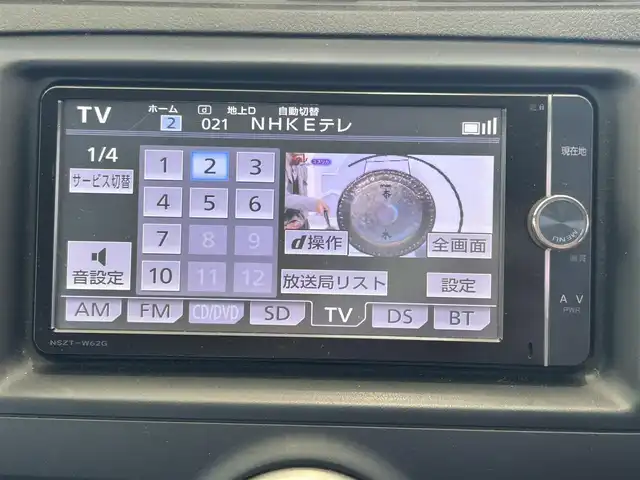 TV
ホーム d 地上D 自動切替
2 021 NHKEテレ
1/4
サービス切替
1 2 3
4 5 6
7 8 9
10 11 12
音設定
d操作
全画面
放送局リスト
設定
AM FM CD/DVD SD TV DS BT
NSZT-W62G
現在地
MENU
AV
PWR